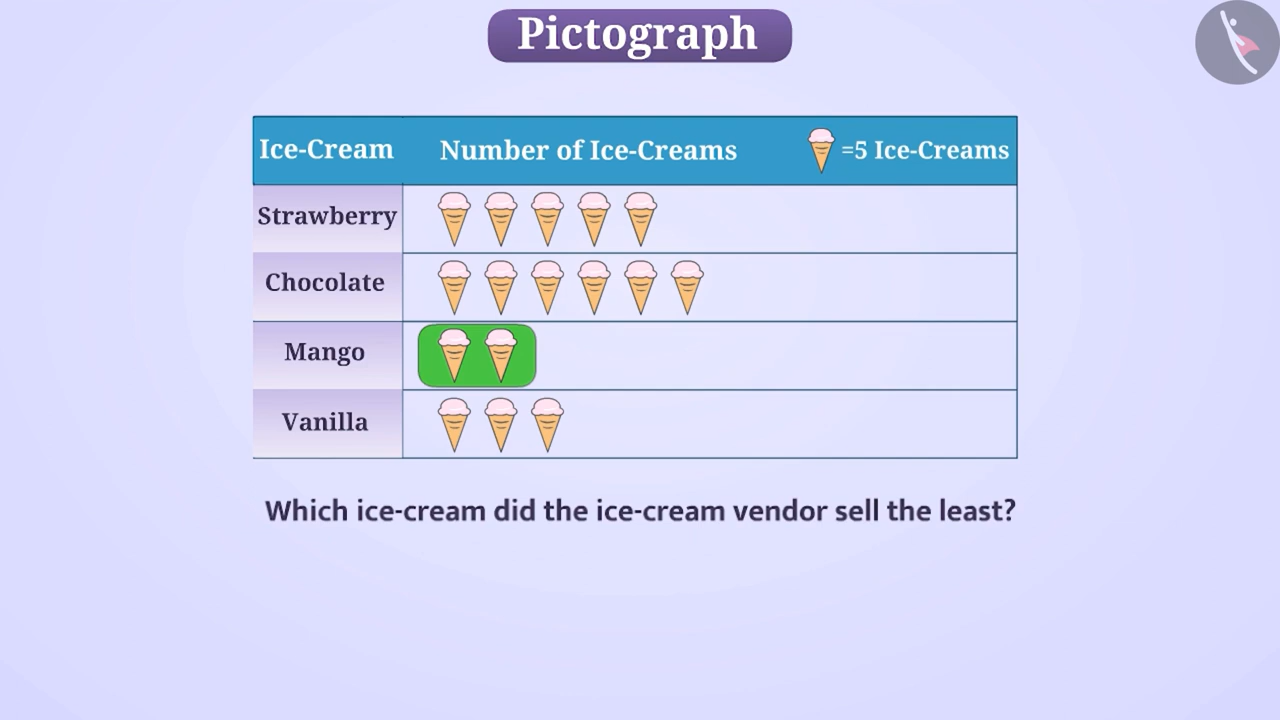 Pictograph
Ice-Cream Number of Ice-Creams =5 Ice-Creams
Strawberry
Chocolate
Mango
Vanilla
Which ice-cream did the ice-cream vendor sell the least?